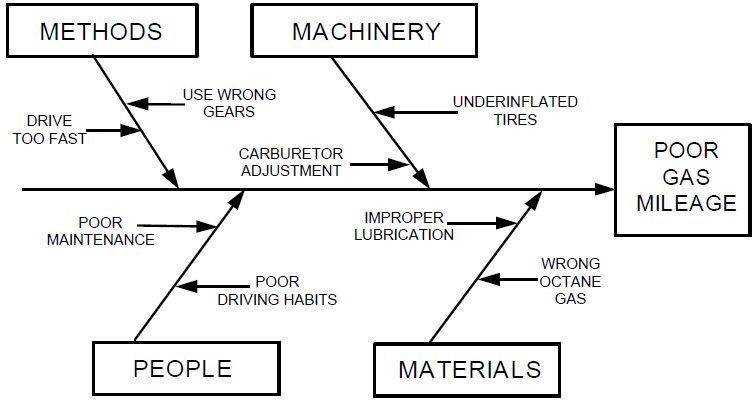 METHODS
MACHINERY
USE WRONG
GEARS
DRIVE
TOO FAST
UNDERINFLATED
TIRES
CARBURETOR
ADJUSTMENT
POOR
GAS
MILEAGE
POOR
MAINTENANCE
IMPROPER
LUBRICATION
POOR
DRIVING HABITS
WRONG
OCTANE
GAS
PEOPLE
MATERIALS